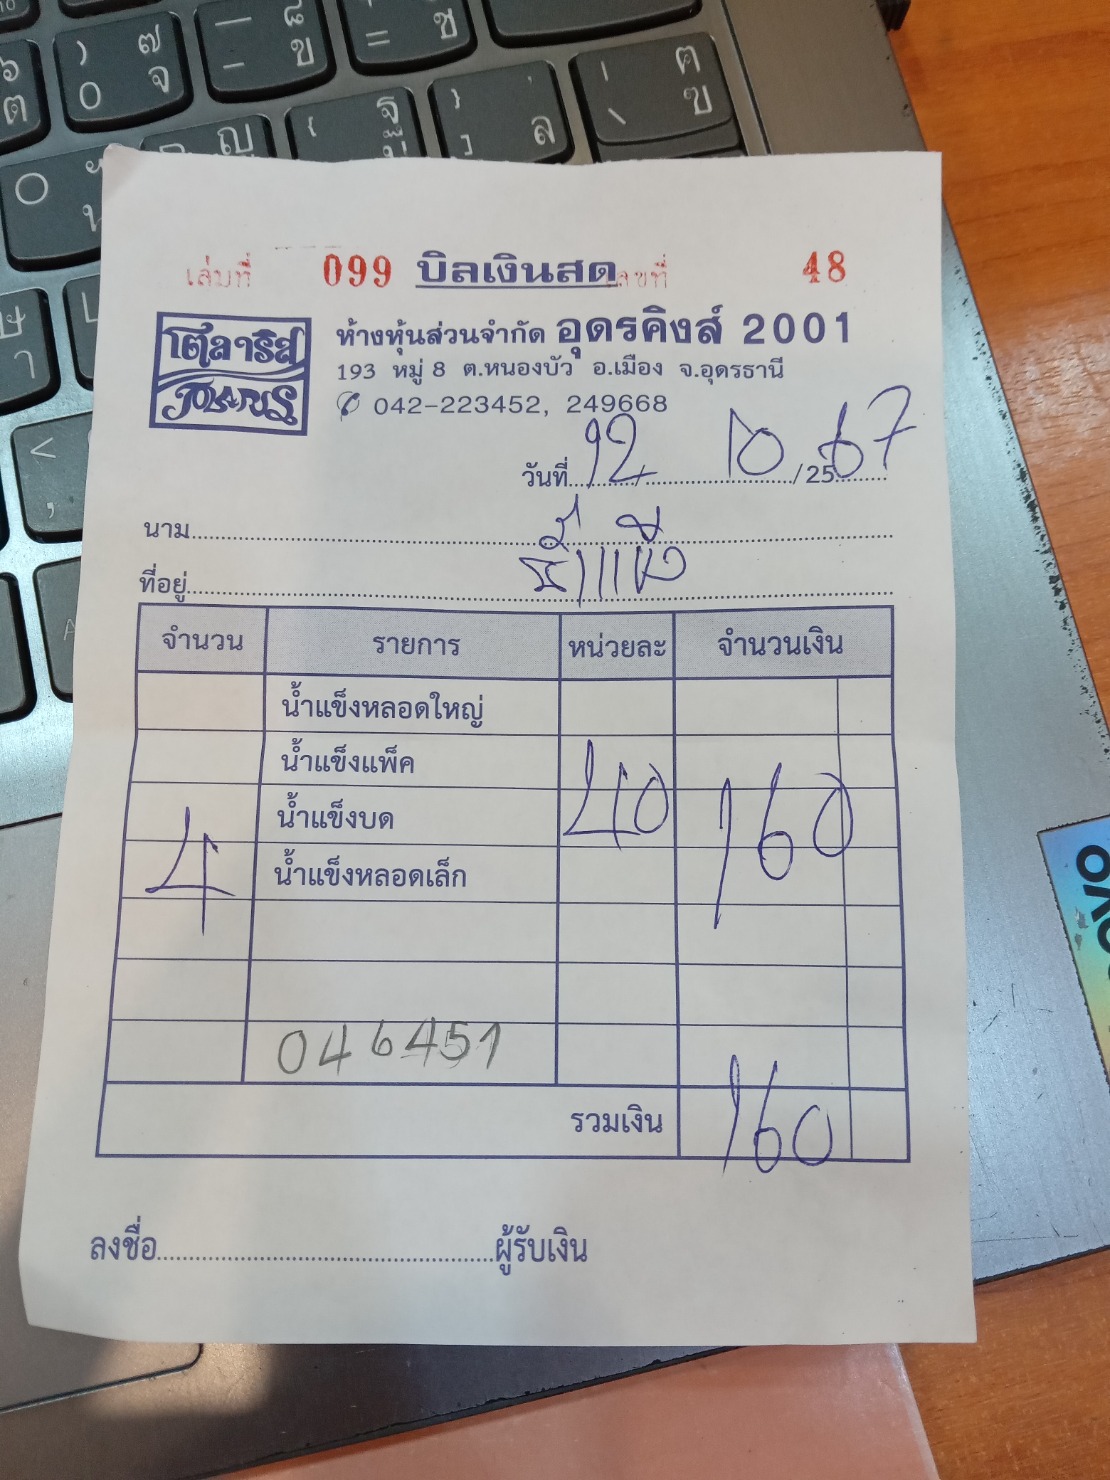 เล่มที่ 099 บิลเงินสด เลขที่ 48
โตลาริส
POLARIS
ห้างหุ้นส่วนจำกัด อุดรคิงส์ 2001
193 หมู่ 8 ต.หนองบัว อ.เมือง จ.อุดรธานี
042-223452, 249668
วันที่ 12 / 10 /2567
นาม
น้ำแข็ง
ที่อยู่
จำนวน รายการ หน่วยละ จำนวนเงิน
น้ำแข็งหลอดใหญ่
น้ำแข็งแพ็ค
น้ำแข็งบด 40 160
4 น้ำแข็งหลอดเล็ก
046451
รวมเงิน 160
ลงชื่อ ผู้รับเงิน